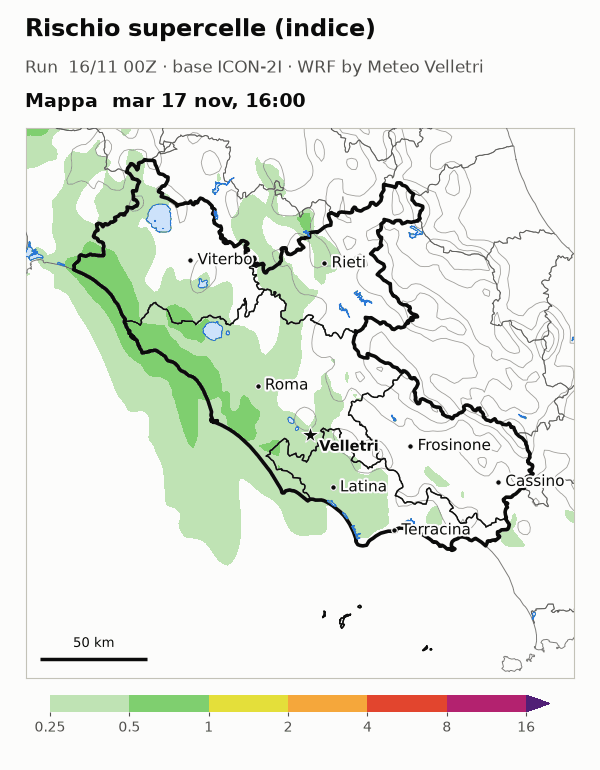 Rischio supercelle (indice)
Run  16/11 00Z · base ICON-2I · WRF by Meteo Velletri
Mappa  mar 17 nov, 16:00
Viterbo
Rieti
Roma
Velletri
Frosinone
Cassino
Latina
Terracina
50 km
0.25 0.5 1 2 4 8 16